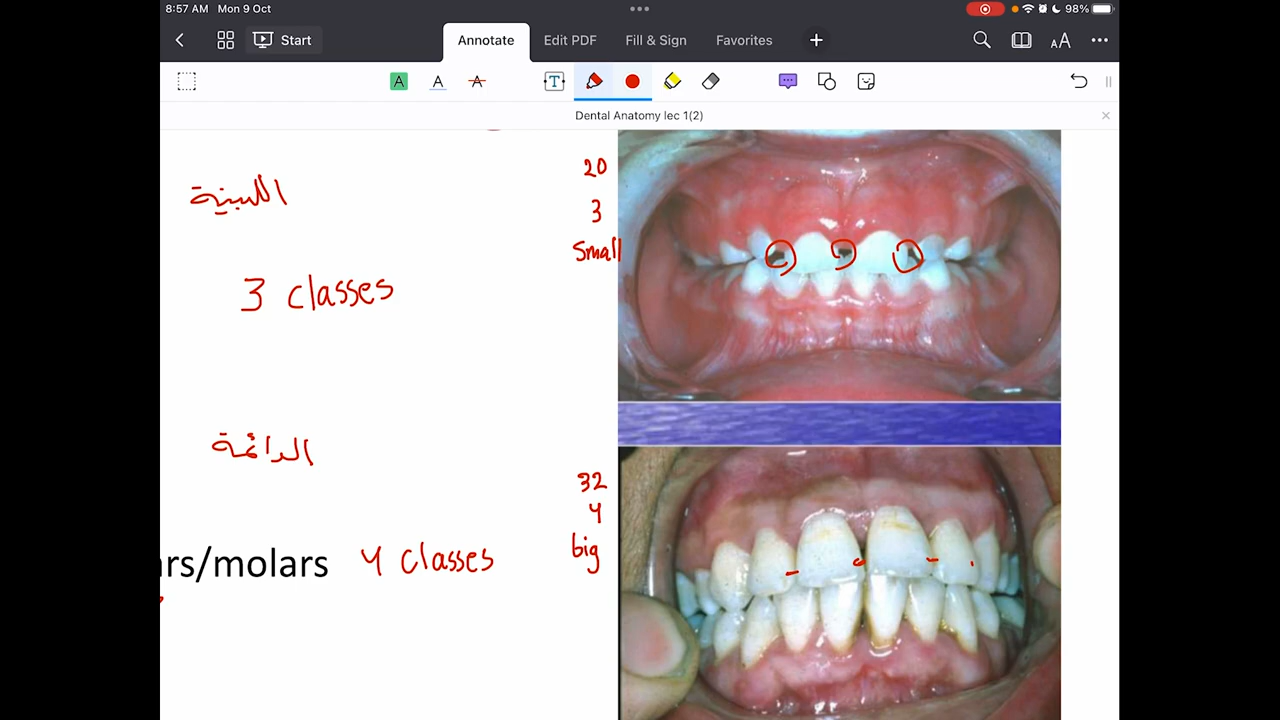 8:57 AM Mon 9 Oct
98%
Start
Annotate
Edit PDF
Fill & Sign
Favorites
Dental Anatomy lec 1(2)
20
اللبنية
3
Small
3 classes
الدائمة
32
4
big
ars/molars 4 classes